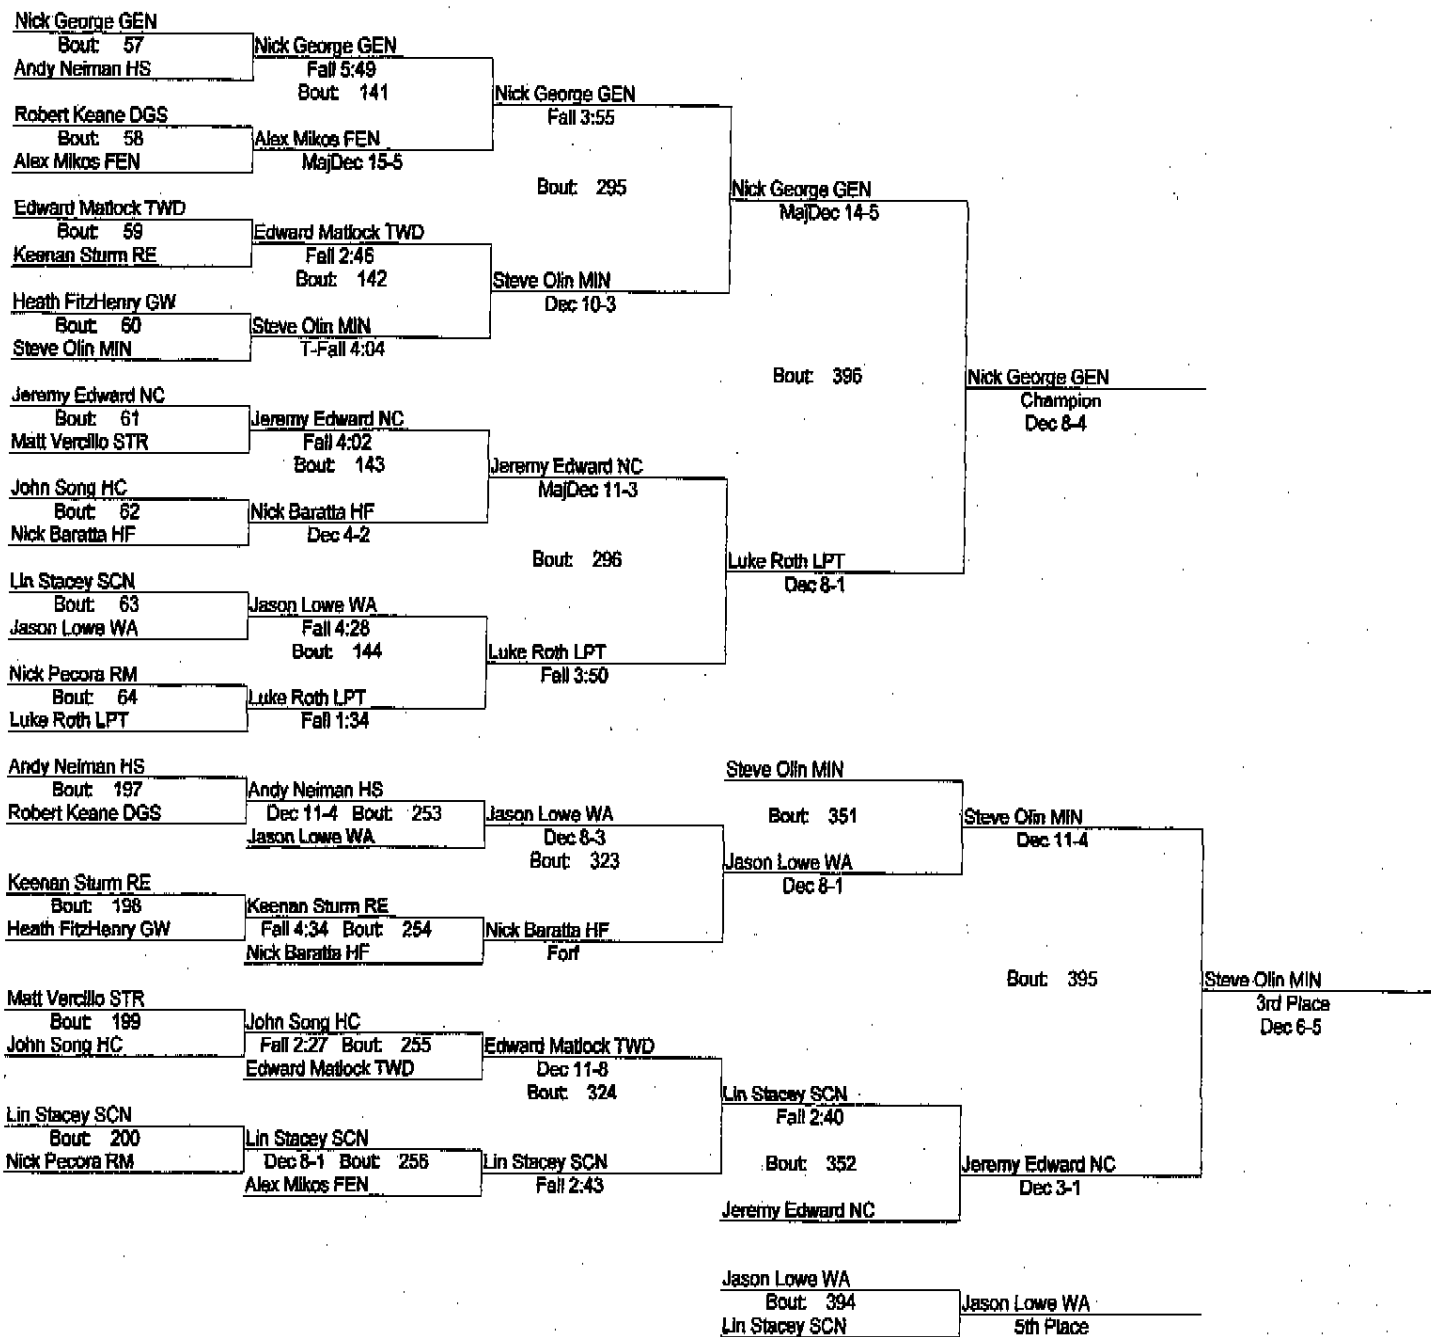 Nick George GEN
Bout: 57
Andy Neiman HS
Nick George GEN
Fall 5:49
Bout: 141
Robert Keane DGS
Bout: 58
Alex Mikos FEN
Alex Mikos FEN
MajDec 15-5
Nick George GEN
Fall 3:55
Bout: 295
Edward Matlock TWD
Bout: 59
Keenan Sturm RE
Edward Matlock TWD
Fall 2:46
Bout: 142
Heath FitzHenry GW
Bout: 60
Steve Olin MIN
Steve Olin MIN
T-Fall 4:04
Steve Olin MIN
Dec 10-3
Nick George GEN
MajDec 14-5
Bout: 396
Jeremy Edward NC
Bout: 61
Matt Vercillo STR
Jeremy Edward NC
Fall 4:02
Bout: 143
John Song HC
Bout: 62
Nick Baratta HF
Nick Baratta HF
Dec 4-2
Jeremy Edward NC
MajDec 11-3
Bout: 296
Lin Stacey SCN
Bout: 63
Jason Lowe WA
Jason Lowe WA
Fall 4:28
Bout: 144
Nick Pecora RM
Bout: 64
Luke Roth LPT
Luke Roth LPT
Fall 1:34
Luke Roth LPT
Fall 3:50
Luke Roth LPT
Dec 8-1
Nick George GEN
Champion
Dec 8-4
Andy Neiman HS
Bout: 197
Robert Keane DGS
Andy Neiman HS
Dec 11-4 Bout: 253
Jason Lowe WA
Jason Lowe WA
Dec 8-3
Bout: 323
Keenan Sturm RE
Bout: 198
Heath FitzHenry GW
Keenan Sturm RE
Fall 4:34 Bout: 254
Nick Baratta HF
Nick Baratta HF
Forf
Steve Olin MIN
Bout: 351
Jason Lowe WA
Dec 8-1
Steve Olin MIN
Dec 11-4
Bout: 395
Matt Vercillo STR
Bout: 199
John Song HC
John Song HC
Fall 2:27 Bout: 255
Edward Matlock TWD
Edward Matlock TWD
Dec 11-8
Bout: 324
Lin Stacey SCN
Bout: 200
Nick Pecora RM
Lin Stacey SCN
Dec 8-1 Bout: 256
Alex Mikos FEN
Lin Stacey SCN
Fall 2:43
Lin Stacey SCN
Fall 2:40
Bout: 352
Jeremy Edward NC
Jeremy Edward NC
Dec 3-1
Steve Olin MIN
3rd Place
Dec 6-5
Jason Lowe WA
Bout: 394
Lin Stacey SCN
Jason Lowe WA
5th Place